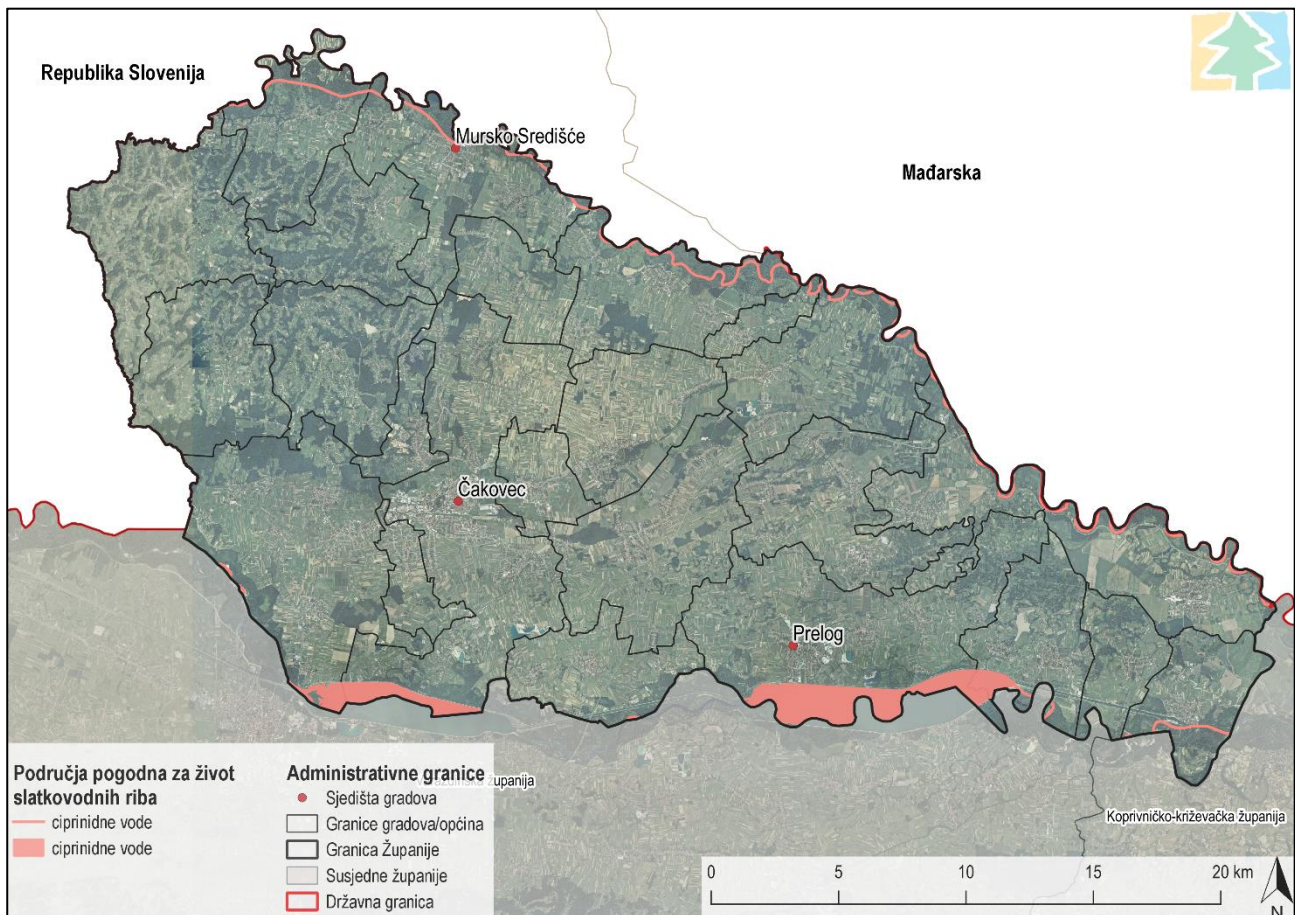 Republika Slovenija
Mursko Središće
Mađarska
Čakovec
Prelog
Područja pogodna za život
slatkovodnih riba
ciprinidne vode
ciprinidne vode
Administrativne granice
Sjedišta gradova
Granice gradova/općina
Granica Županije
Susjedne županije
Državna granica
županija
Koprivničko-križevačka županija
0 5 10 15 20 km
N